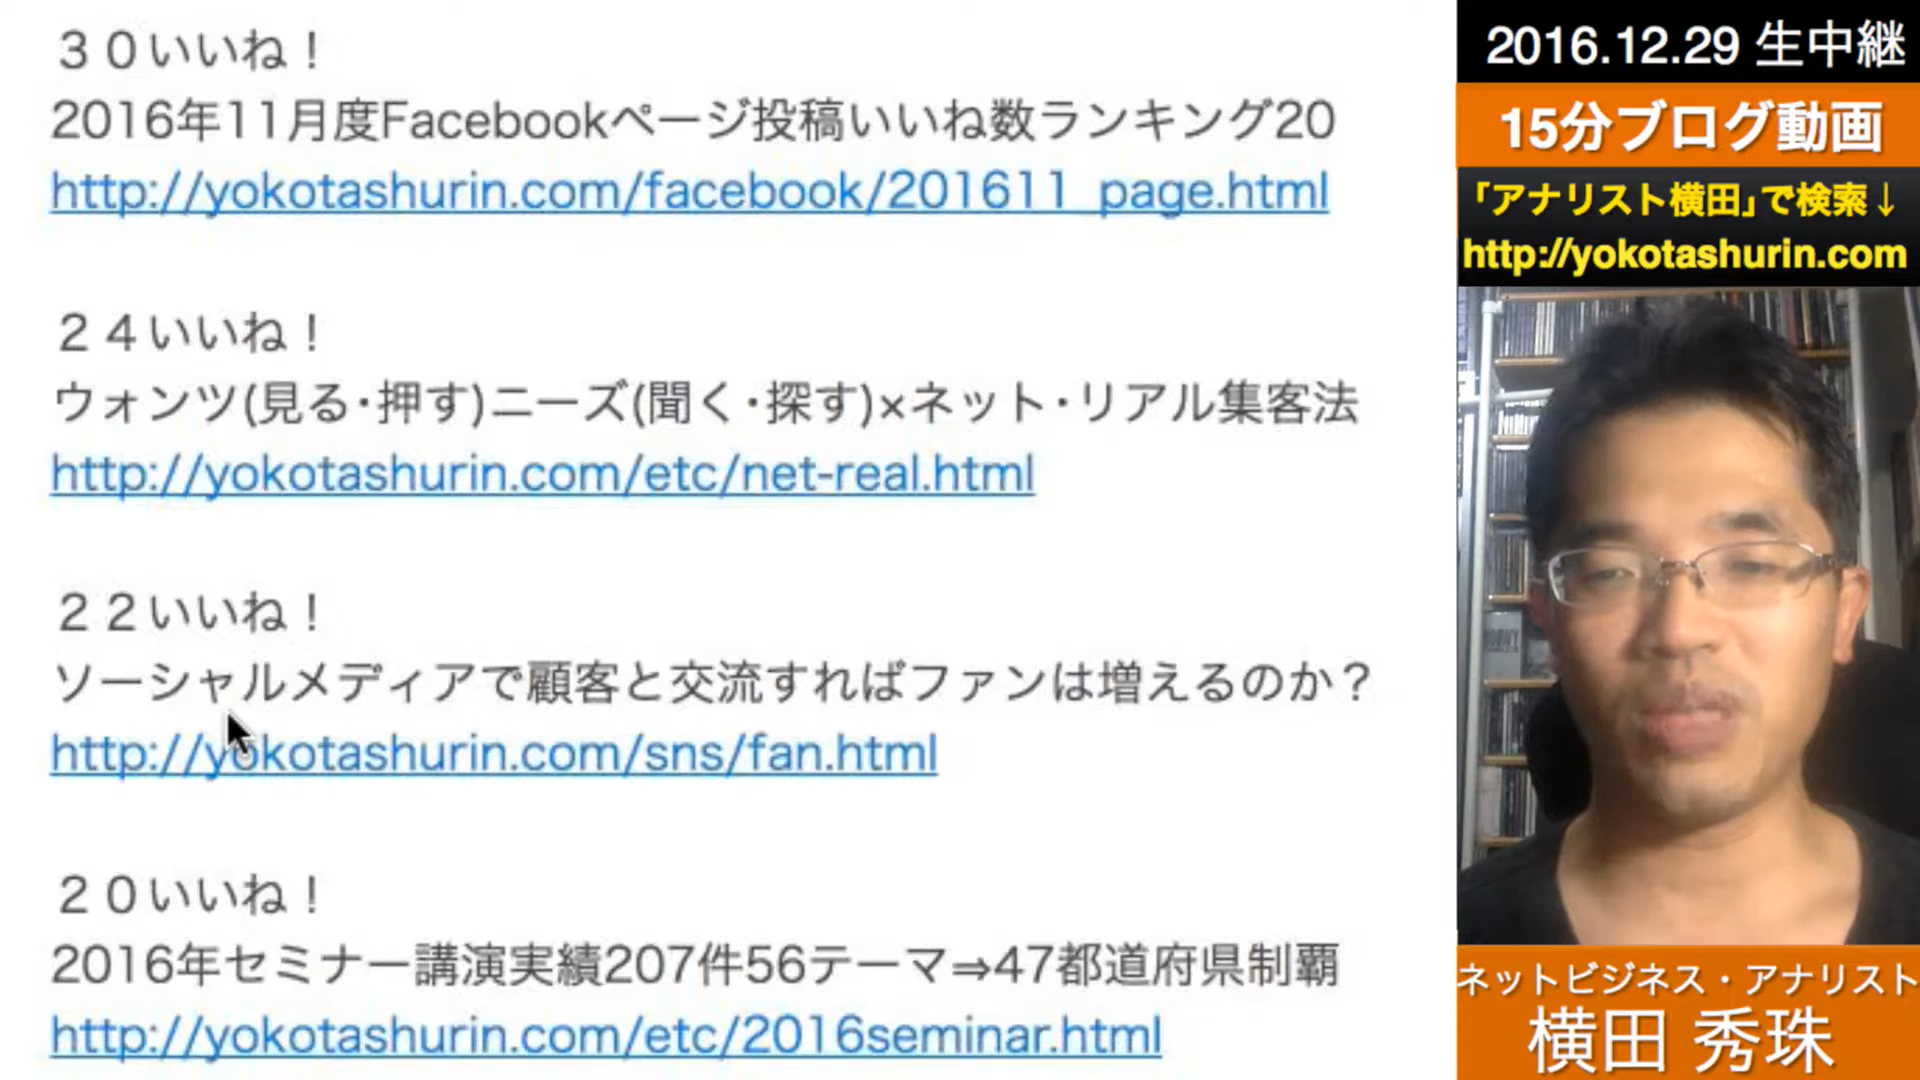 ３０いいね！
2016年11月度Facebookページ投稿いいね数ランキング20
http://yokotashurin.com/facebook/201611_page.html
２４いいね！
ウォンツ(見る・押す)ニーズ(聞く・探す)×ネット・リアル集客法
http://yokotashurin.com/etc/net-real.html
２２いいね！
ソーシャルメディアで顧客と交流すればファンは増えるのか？
http://yokotashurin.com/sns/fan.html
２０いいね！
2016年セミナー講演実績207件56テーマ⇒47都道府県制覇
http://yokotashurin.com/etc/2016seminar.html
2016.12.29 生中継
15分ブログ動画
「アナリスト横田」で検索↓
http://yokotashurin.com
ネットビジネス・アナリスト
横田 秀珠